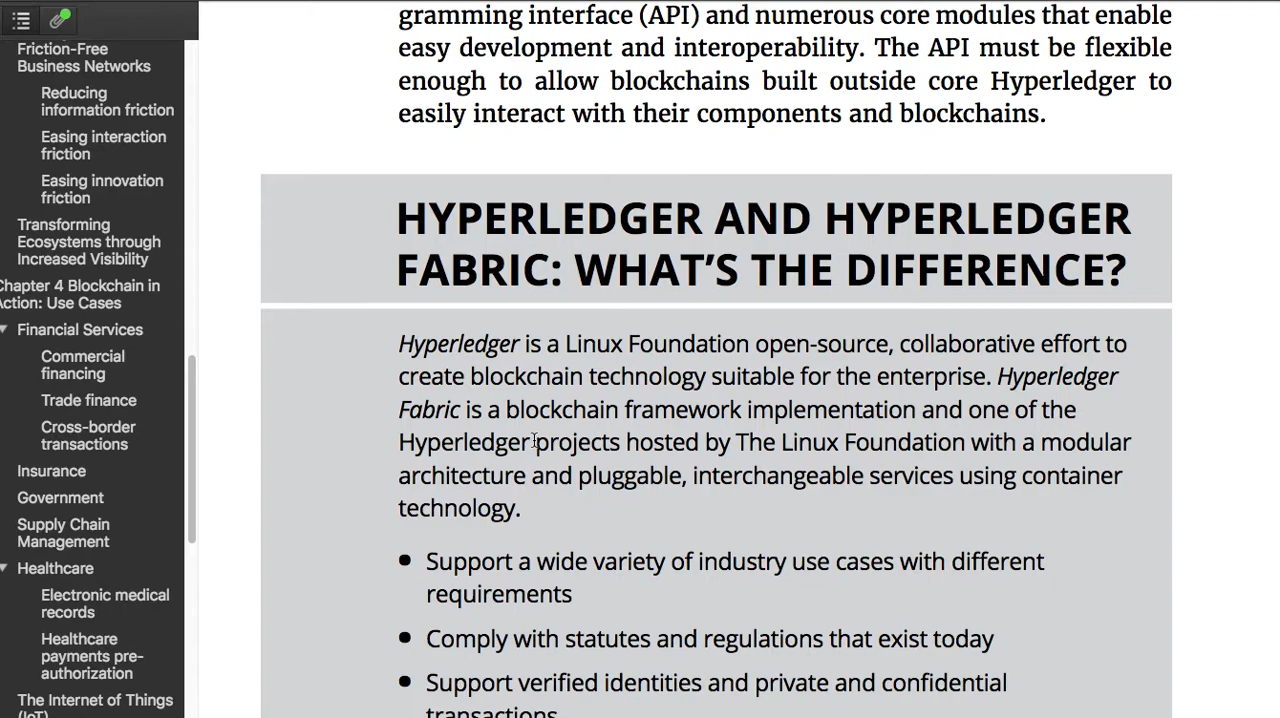 Friction-Free
Business Networks
Reducing
information friction
Easing interaction
friction
Easing innovation
friction
Transforming
Ecosystems through
Increased Visibility
Chapter 4 Blockchain in
Action: Use Cases
Financial Services
Commercial
financing
Trade finance
Cross-border
transactions
Insurance
Government
Supply Chain
Management
Healthcare
Electronic medical
records
Healthcare
payments pre-
authorization
The Internet of Things
(IoT)
gramming interface (API) and numerous core modules that enable
easy development and interoperability. The API must be flexible
enough to allow blockchains built outside core Hyperledger to
easily interact with their components and blockchains.
HYPERLEDGER AND HYPERLEDGER
FABRIC: WHAT’S THE DIFFERENCE?
Hyperledger is a Linux Foundation open-source, collaborative effort to
create blockchain technology suitable for the enterprise. Hyperledger
Fabric is a blockchain framework implementation and one of the
Hyperledger projects hosted by The Linux Foundation with a modular
architecture and pluggable, interchangeable services using container
technology.
• Support a wide variety of industry use cases with different
requirements
• Comply with statutes and regulations that exist today
• Support verified identities and private and confidential
transactions